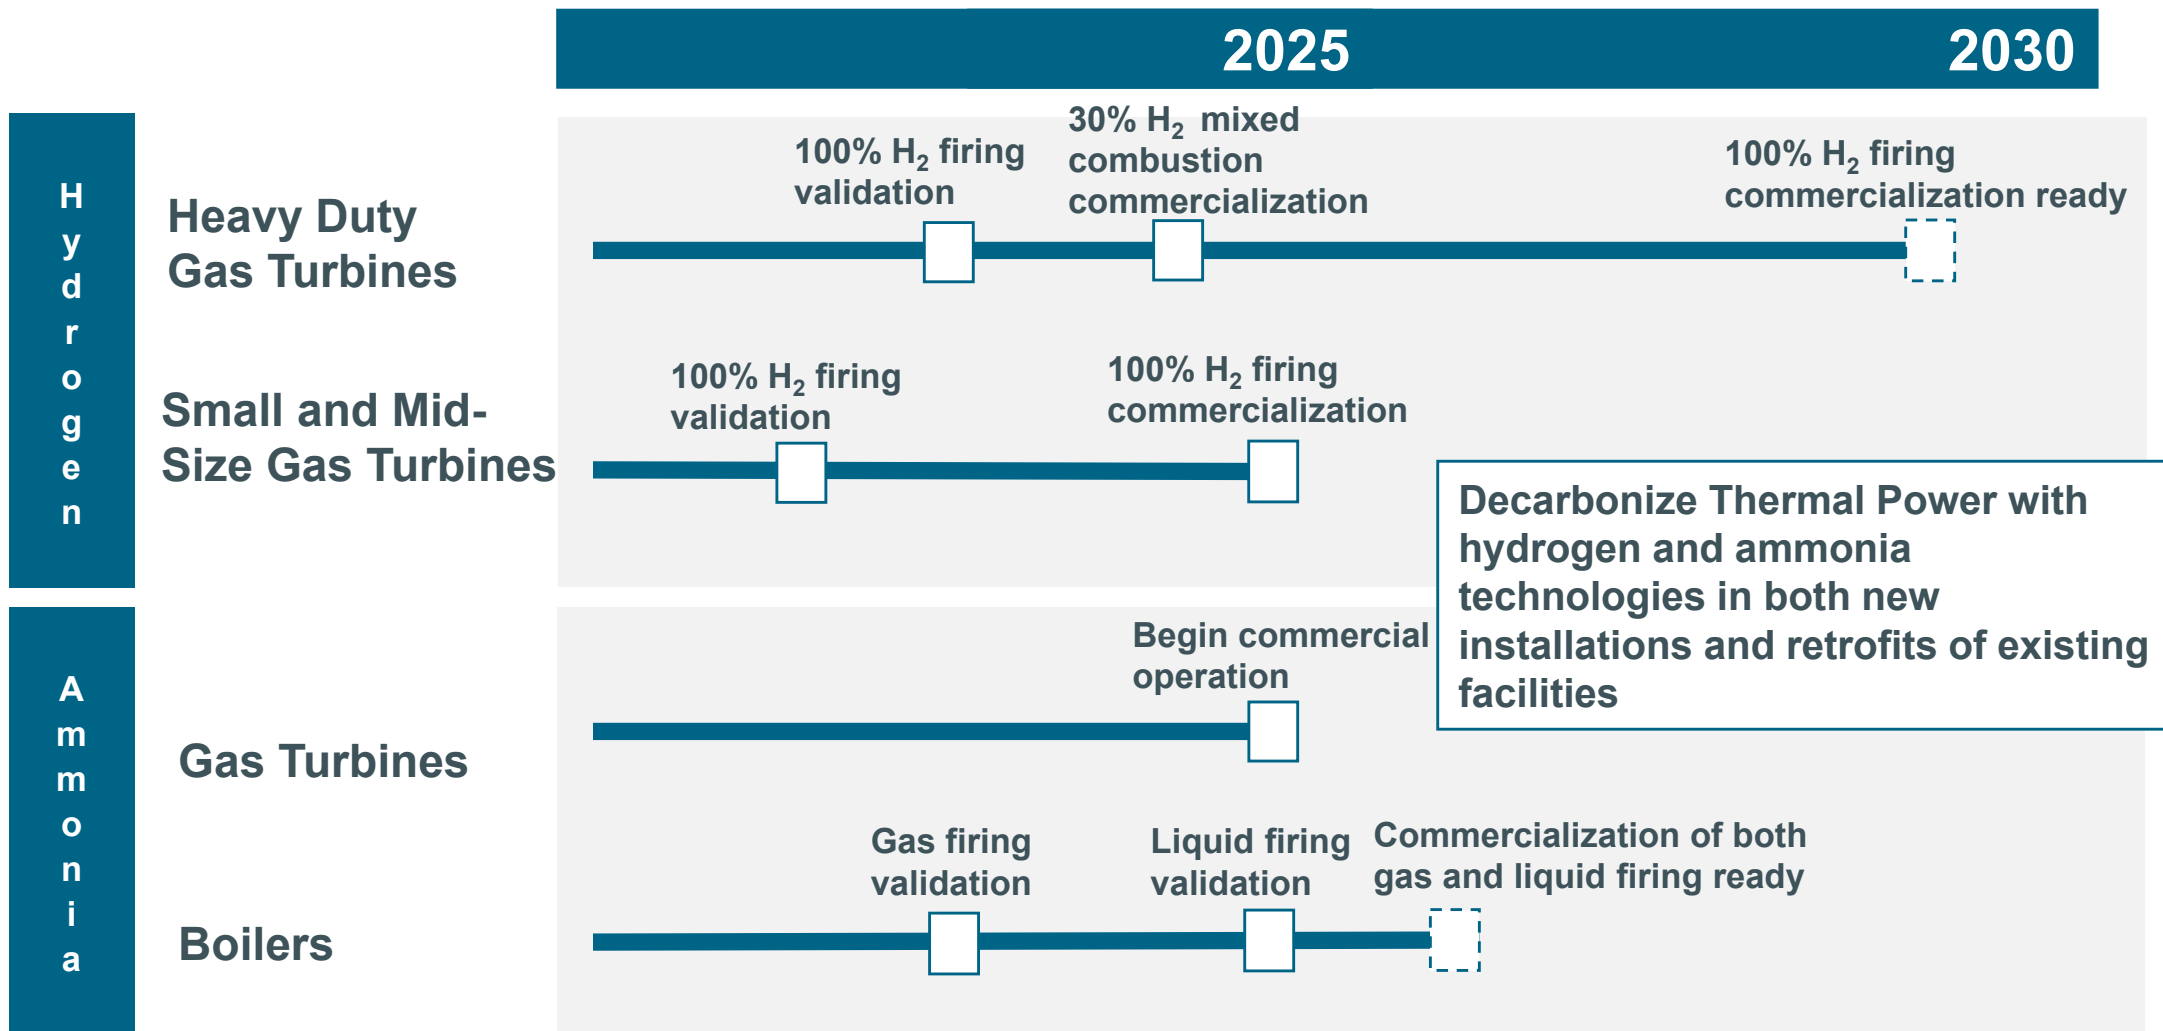 2025
2030
Hydrogen
Heavy Duty
Gas Turbines
100% H₂ firing
validation
30% H₂ mixed
combustion
commercialization
100% H₂ firing
commercialization ready
Small and Mid-
Size Gas Turbines
100% H₂ firing
validation
100% H₂ firing
commercialization
Decarbonize Thermal Power with
hydrogen and ammonia
technologies in both new
installations and retrofits of existing
facilities
Ammonia
Gas Turbines
Begin commercial
operation
Boilers
Gas firing
validation
Liquid firing
validation
Commercialization of both
gas and liquid firing ready